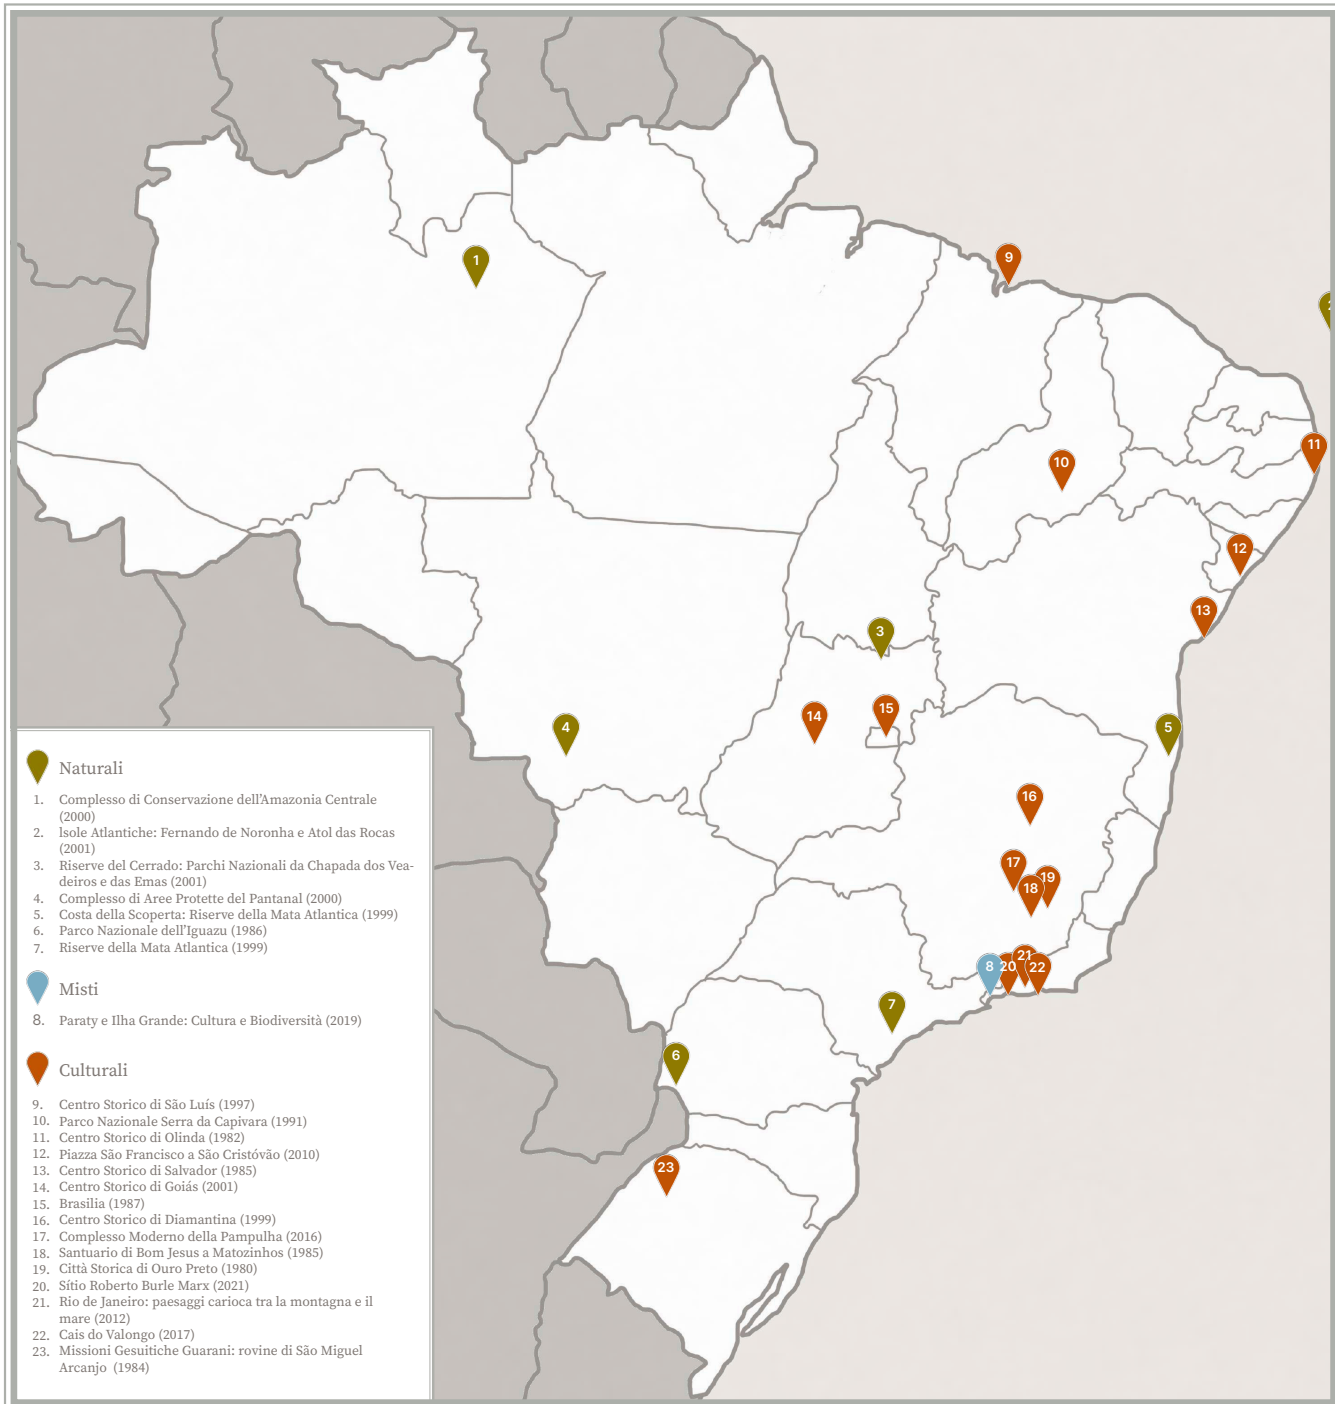 1
9
2
11
10
12
13
3
14
15
4
5
16
17
19
18
21
8
20
22
7
6
23
Naturali
1. Complesso di Conservazione dell'Amazonia Centrale
(2000)
2. Isole Atlantiche: Fernando de Noronha e Atol das Rocas
(2001)
3. Riserve del Cerrado: Parchi Nazionali da Chapada dos Vea-
deiros e das Emas (2001)
4. Complesso di Aree Protette del Pantanal (2000)
5. Costa della Scoperta: Riserve della Mata Atlantica (1999)
6. Parco Nazionale dell'Iguazu (1986)
7. Riserve della Mata Atlantica (1999)
Misti
8. Paraty e Ilha Grande: Cultura e Biodiversità (2019)
Culturali
9. Centro Storico di São Luís (1997)
10. Parco Nazionale Serra da Capivara (1991)
11. Centro Storico di Olinda (1982)
12. Piazza São Francisco a São Cristóvão (2010)
13. Centro Storico di Salvador (1985)
14. Centro Storico di Goiás (2001)
15. Brasilia (1987)
16. Centro Storico di Diamantina (1999)
17. Complesso Moderno della Pampulha (2016)
18. Santuario di Bom Jesus a Matozinhos (1985)
19. Città Storica di Ouro Preto (1980)
20. Sítio Roberto Burle Marx (2021)
21. Rio de Janeiro: paesaggi carioca tra la montagna e il
mare (2012)
22. Cais do Valongo (2017)
23. Missioni Gesuitiche Guarani: rovine di São Miguel
Arcanjo (1984)